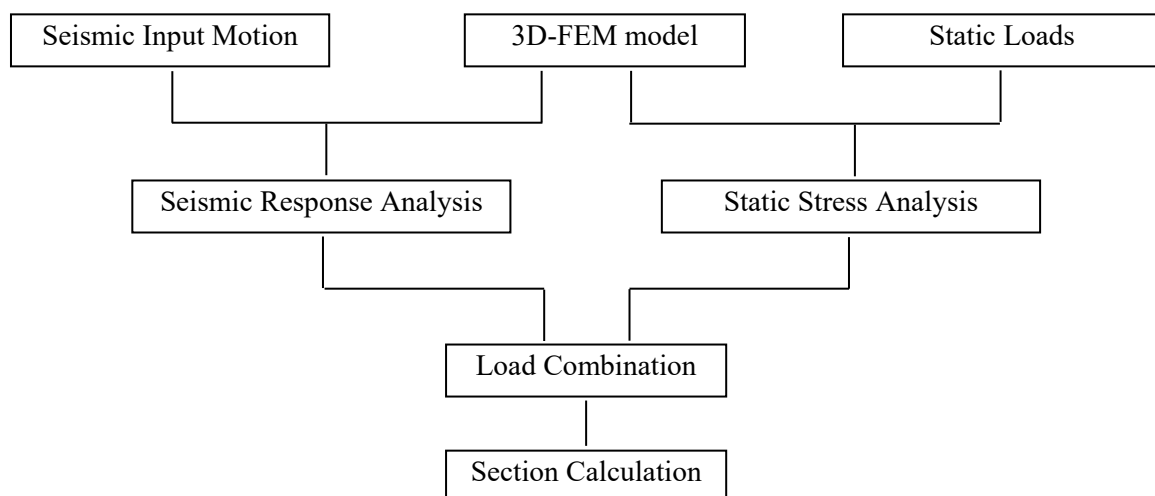 Seismic Input Motion
3D-FEM model
Static Loads
Seismic Response Analysis
Static Stress Analysis
Load Combination
Section Calculation